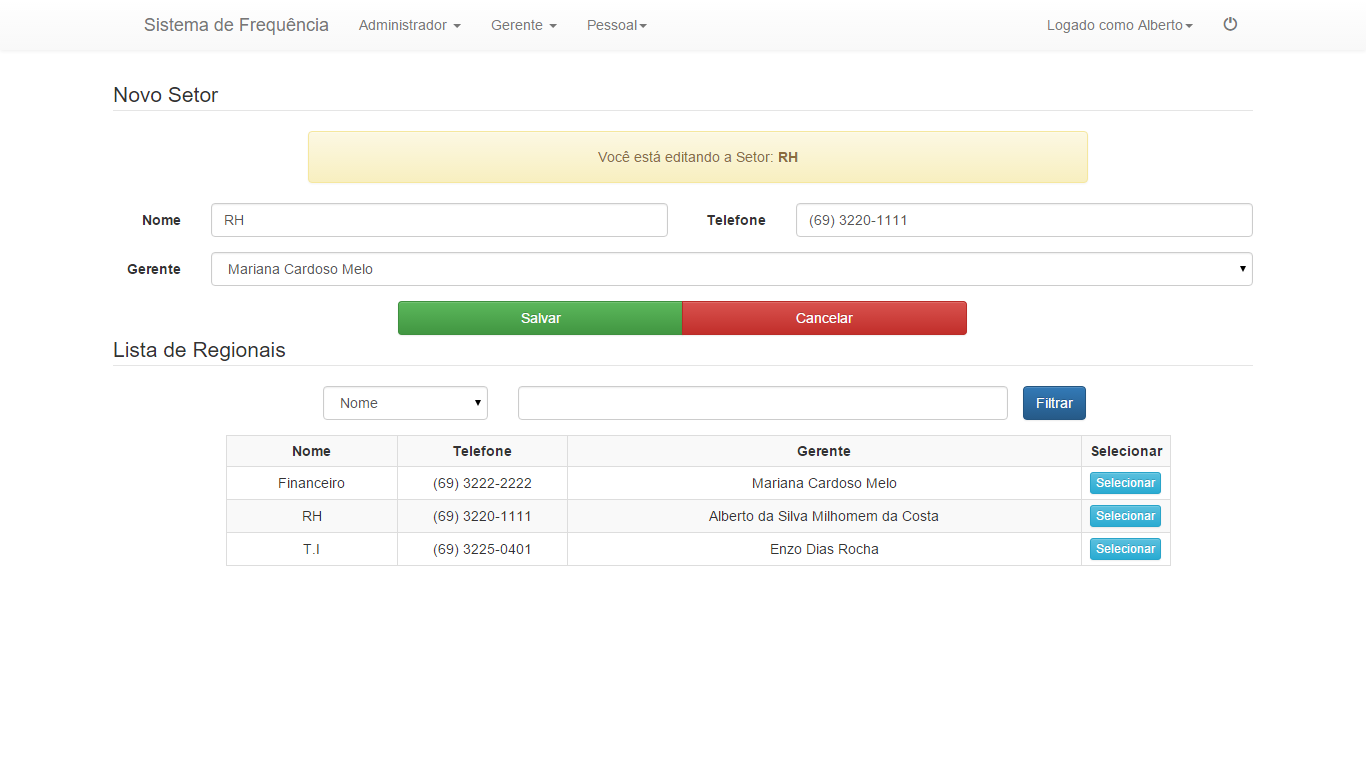 Sistema de Frequência Administrador Gerente Pessoal Logado como Alberto
Novo Setor
Você está editando a Setor: RH
Nome RH Telefone (69) 3220-1111
Gerente Mariana Cardoso Melo
Salvar Cancelar
Lista de Regionais
Nome Filtrar
Nome Telefone Gerente Selecionar
Financeiro (69) 3222-2222 Mariana Cardoso Melo Selecionar
RH (69) 3220-1111 Alberto da Silva Milhomem da Costa Selecionar
T.I (69) 3225-0401 Enzo Dias Rocha Selecionar